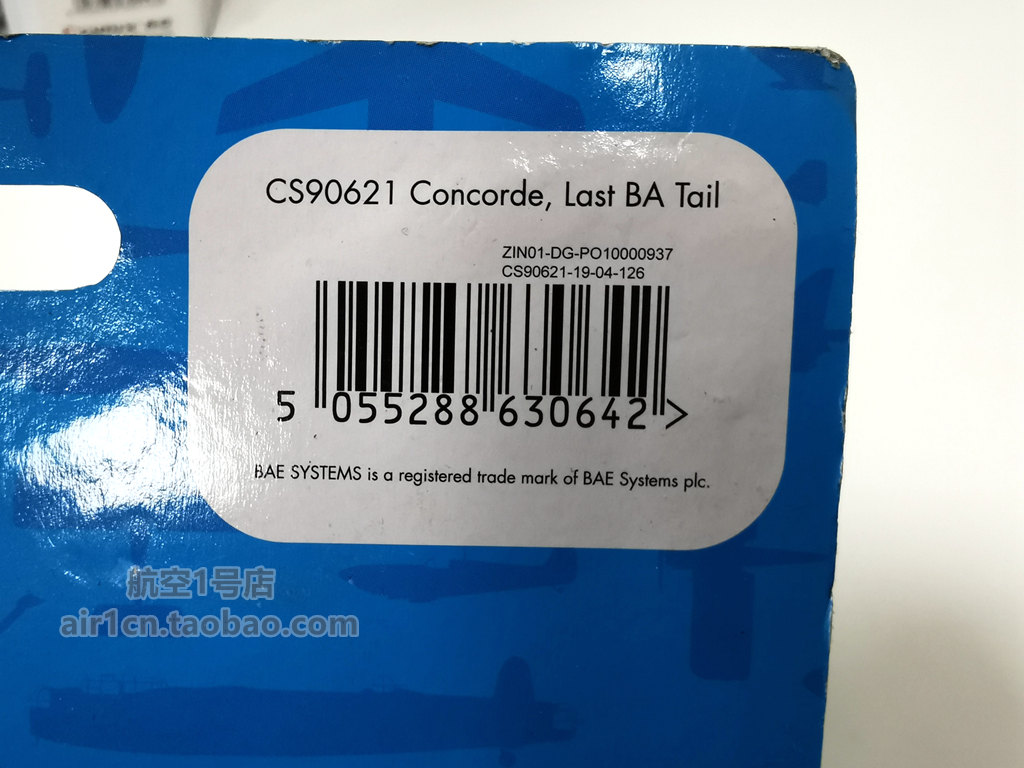 CS90621 Concorde, Last BA Tail
ZIN01-DG-PO10000937
CS90621-19-04-126
5 055288 630642 >
BAE SYSTEMS is a registered trade mark of BAE Systems plc.
航空1号店
air1cn.taobao.com